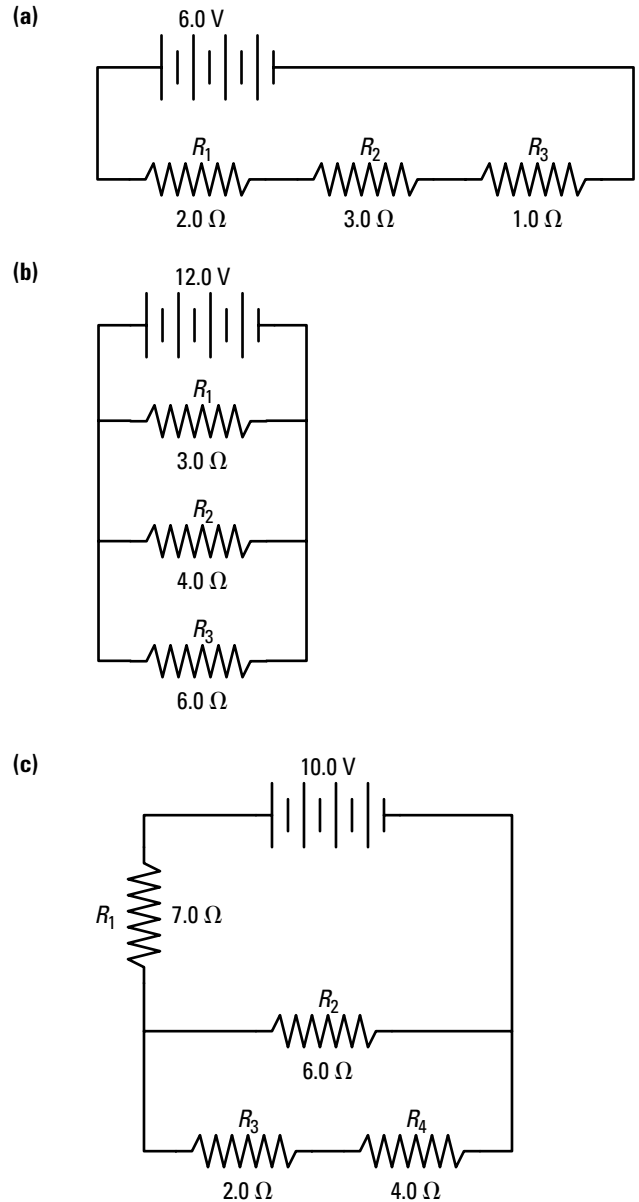 (a)
6.0 V
R₁ R₂ R₃
2.0 Ω 3.0 Ω 1.0 Ω
(b)
12.0 V
R₁
3.0 Ω
R₂
4.0 Ω
R₃
6.0 Ω
(c)
10.0 V
R₁ 7.0 Ω
R₂
6.0 Ω
R₃ R₄
2.0 Ω 4.0 Ω